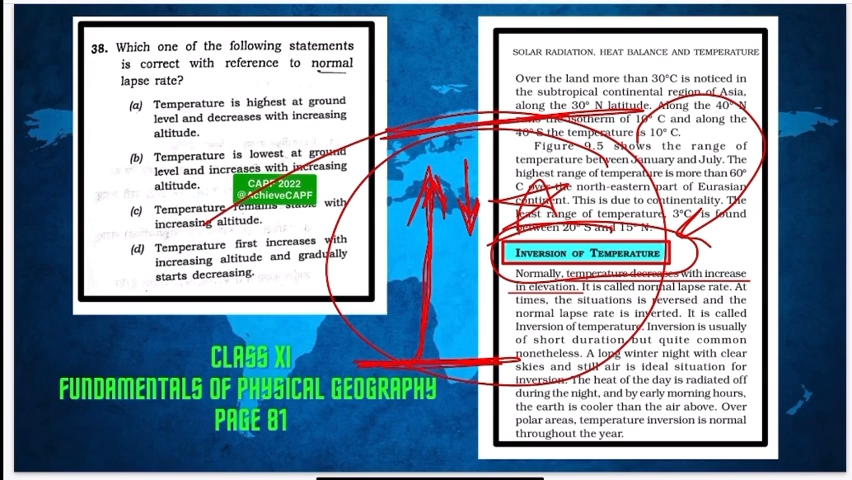 38. Which one of the following statements
is correct with reference to normal
lapse rate?
(a) Temperature is highest at ground
level and decreases with increasing
altitude.
(b) Temperature is lowest at ground
level and increases with increasing
altitude.
CAPF 2022
@AchieveCAPF
(c) Temperature remains stable with
increasing altitude.
(d) Temperature first increases with
increasing altitude and gradually
starts decreasing.
CLASS XI
FUNDAMENTALS OF PHYSICAL GEOGRAPHY
PAGE 81
SOLAR RADIATION, HEAT BALANCE AND TEMPERATURE
Over the land more than 30°C is noticed in
the subtropical continental region of Asia,
along the 30° N latitude. Along the 40° N
the isotherm of 10° C and along the
40° S the temperature is 10° C.
Figure 9.5 shows the range of
temperature between January and July. The
highest range of temperature is more than 60°
C over the north-eastern part of Eurasian
continent. This is due to continentality. The
least range of temperature, 3°C, is found
between 20° S and 15° N.
INVERSION OF TEMPERATURE
Normally, temperature decreases with increase
in elevation. It is called normal lapse rate. At
times, the situations is reversed and the
normal lapse rate is inverted. It is called
Inversion of temperature. Inversion is usually
of short duration but quite common
nonetheless. A long winter night with clear
skies and still air is ideal situation for
inversion. The heat of the day is radiated off
during the night, and by early morning hours,
the earth is cooler than the air above. Over
polar areas, temperature inversion is normal
throughout the year.